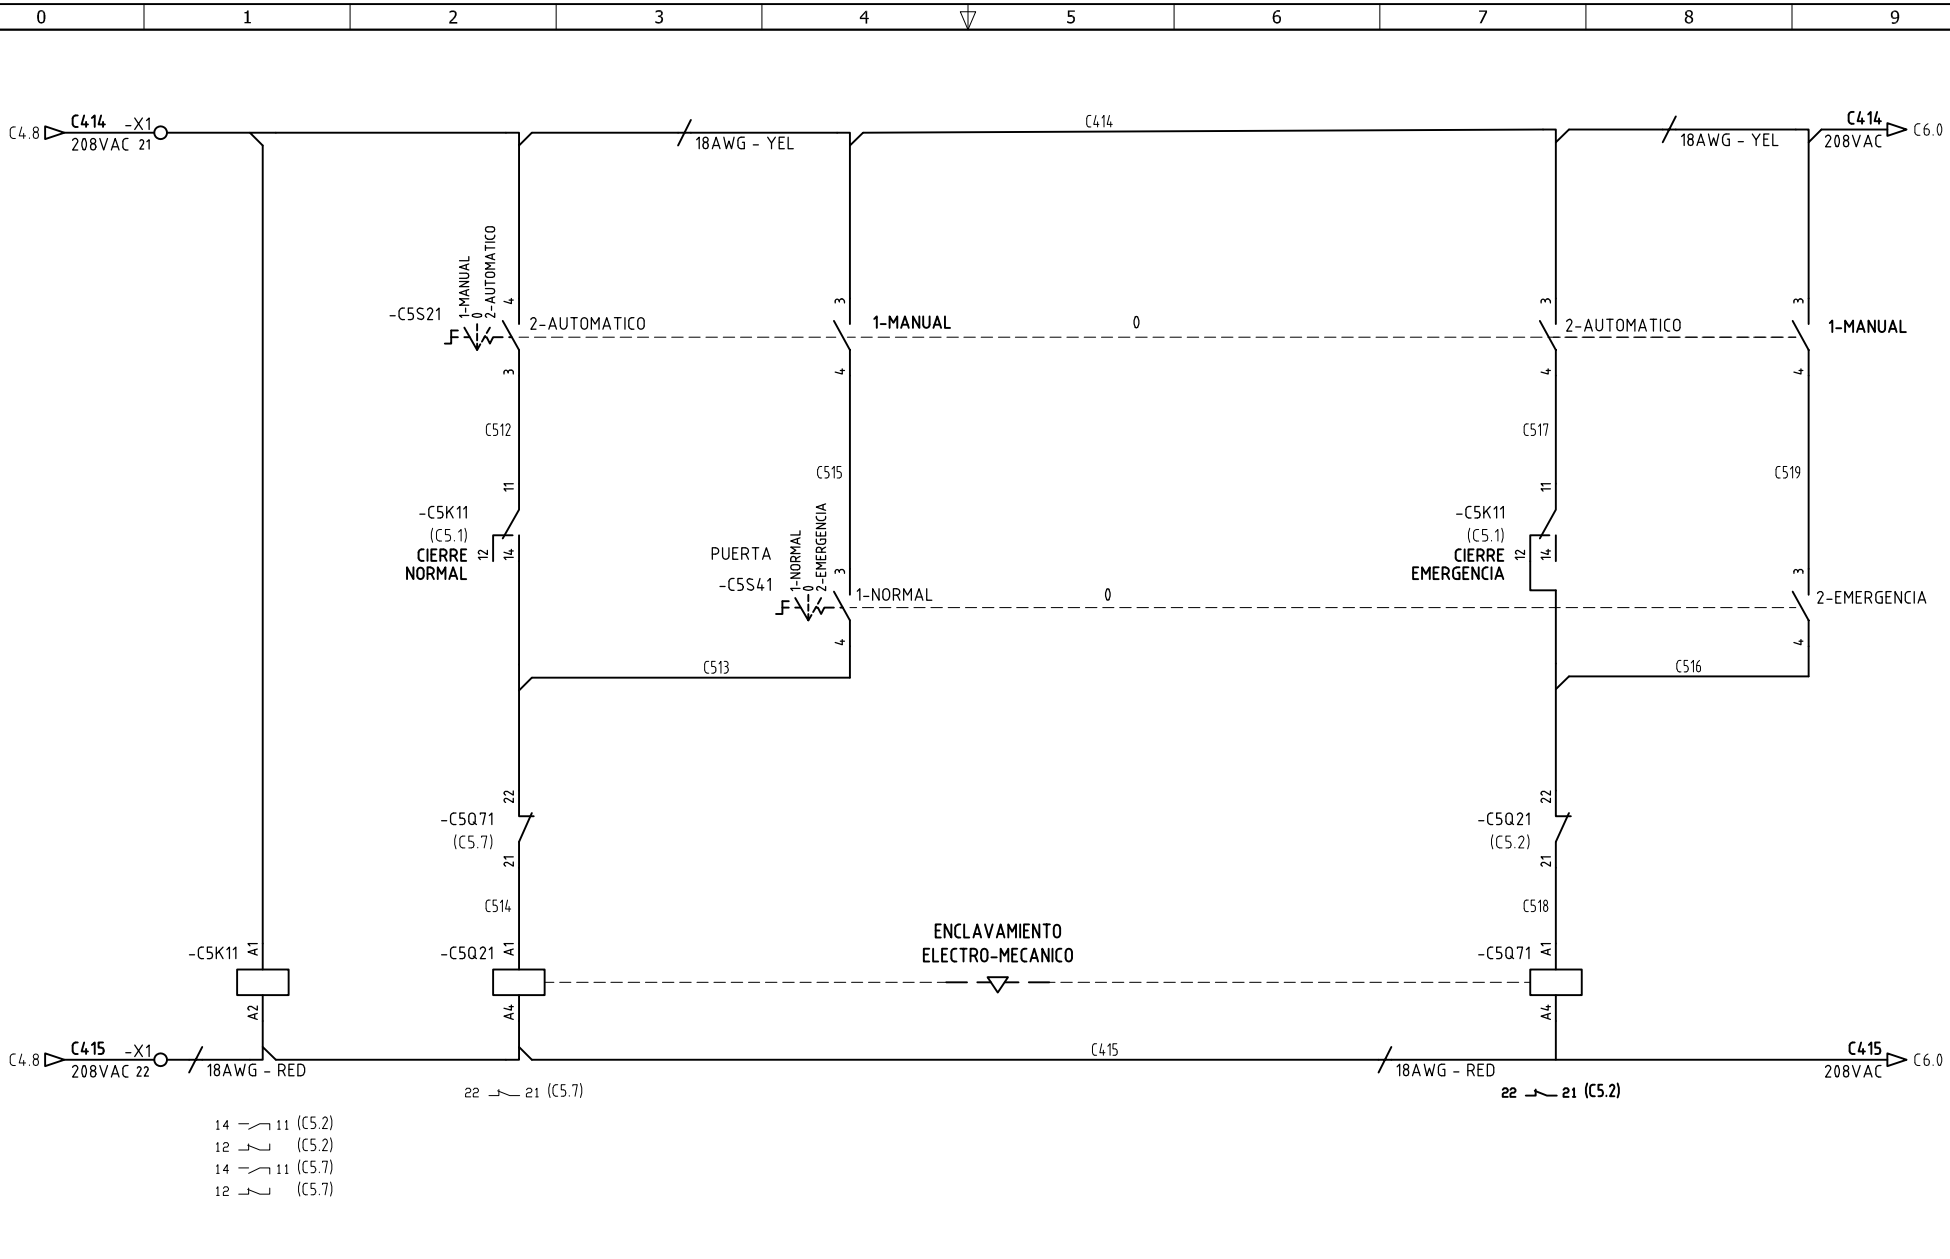 0 1 2 3 4 5 6 7 8 9
C4.8 C414 -X1
208VAC 21
18AWG - YEL
C414
18AWG - YEL
C414
208VAC
C6.0
-C5S21
1-MANUAL
0
2-AUTOMATICO
4
2-AUTOMATICO
3
3
1-MANUAL
4
0
3
2-AUTOMATICO
4
3
1-MANUAL
4
C512
C515
C517
C519
11
-C5K11
(C5.1)
CIERRE
NORMAL
12
14
PUERTA
-C5S41
1-NORMAL
0
2-EMERGENCIA
3
1-NORMAL
4
0
11
-C5K11
(C5.1)
CIERRE
EMERGENCIA
12
14
3
2-EMERGENCIA
4
C513
C516
22
-C5Q71
(C5.7)
21
22
-C5Q21
(C5.2)
21
C514
C518
-C5K11
A1
A2
-C5Q21
A1
A4
ENCLAVAMIENTO
ELECTRO-MECANICO
-C5Q71
A1
A4
C4.8 C415 -X1
208VAC 22
18AWG - RED
C415
18AWG - RED
C415
208VAC
C6.0
22 21 (C5.7)
22 21 (C5.2)
14 11 (C5.2)
12 (C5.2)
14 11 (C5.7)
12 (C5.7)